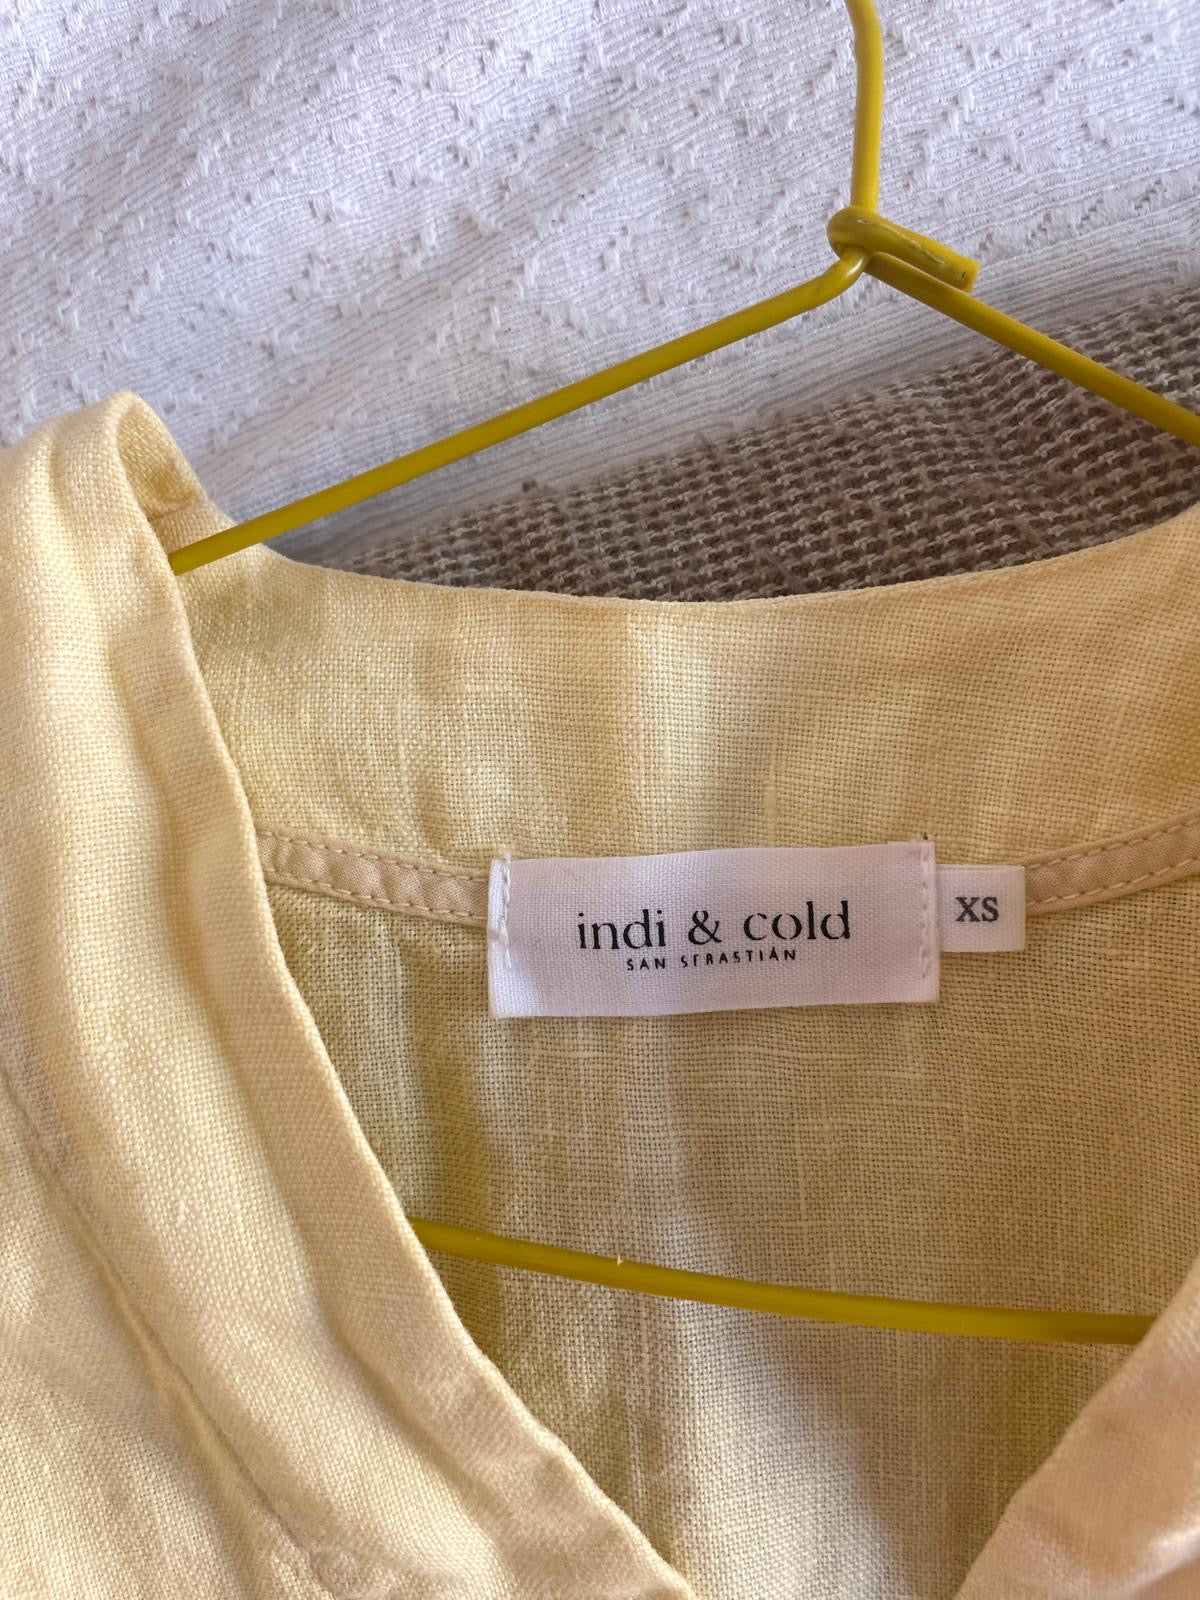 indi & cold
SAN SEBASTIÁN
XS